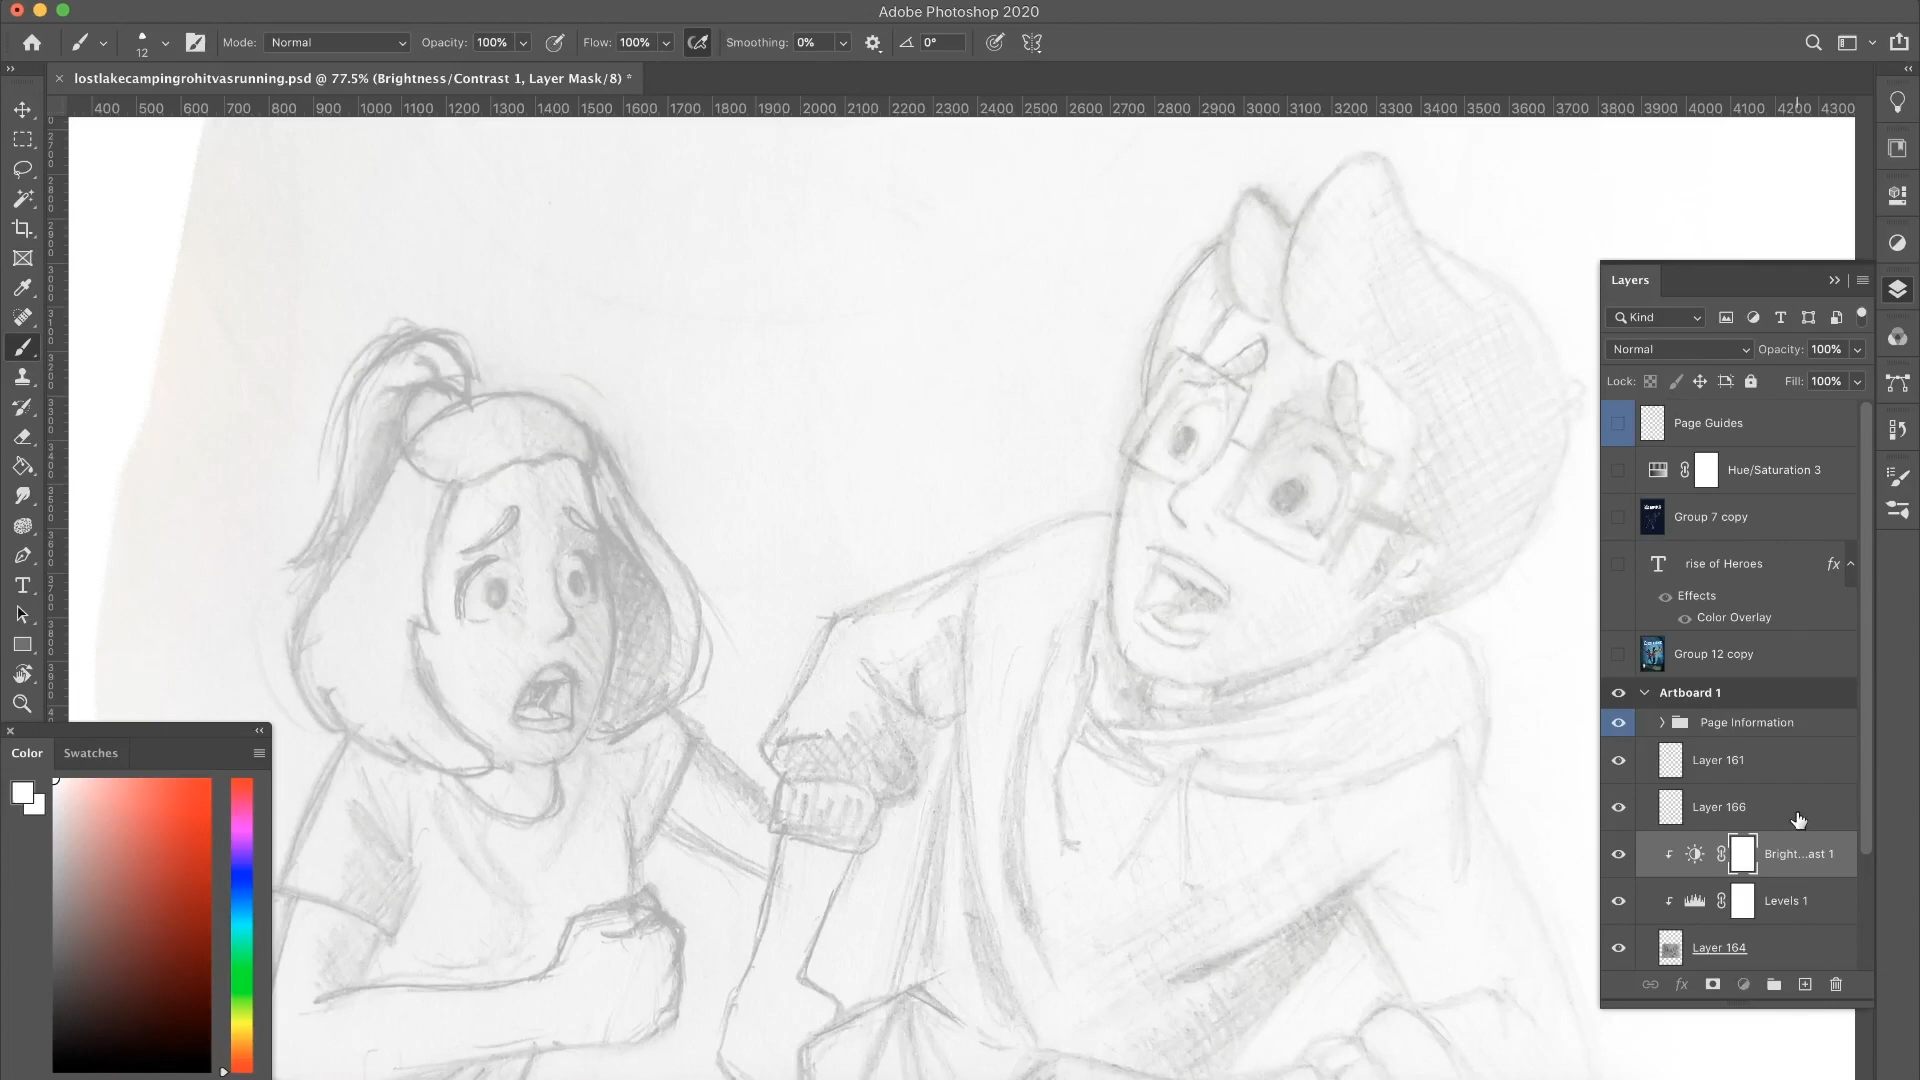 Adobe Photoshop 2020
12 Mode: Normal Opacity: 100% Flow: 100% Smoothing: 0% 0°
lostlakecampingrohitvasrunning.psd @ 77.5% (Brightness/Contrast 1, Layer Mask/8) *
400 500 600 700 800 900 1000 1100 1200 1300 1400 1500 1600 1700 1800 1900 2000 2100 2200 2300 2400 2500 2600 2700 2800 2900 3000 3100 3200 3300 3400 3500 3600 3700 3800 3900 4000 4100 4200 4300
Layers
Kind
Normal Opacity: 100%
Lock: Fill: 100%
Page Guides
Hue/Saturation 3
Group 7 copy
rise of Heroes fx
Effects
Color Overlay
Group 12 copy
Artboard 1
Page Information
Layer 161
Layer 166
Bright...ast 1
Levels 1
Layer 164
fx
Color Swatches